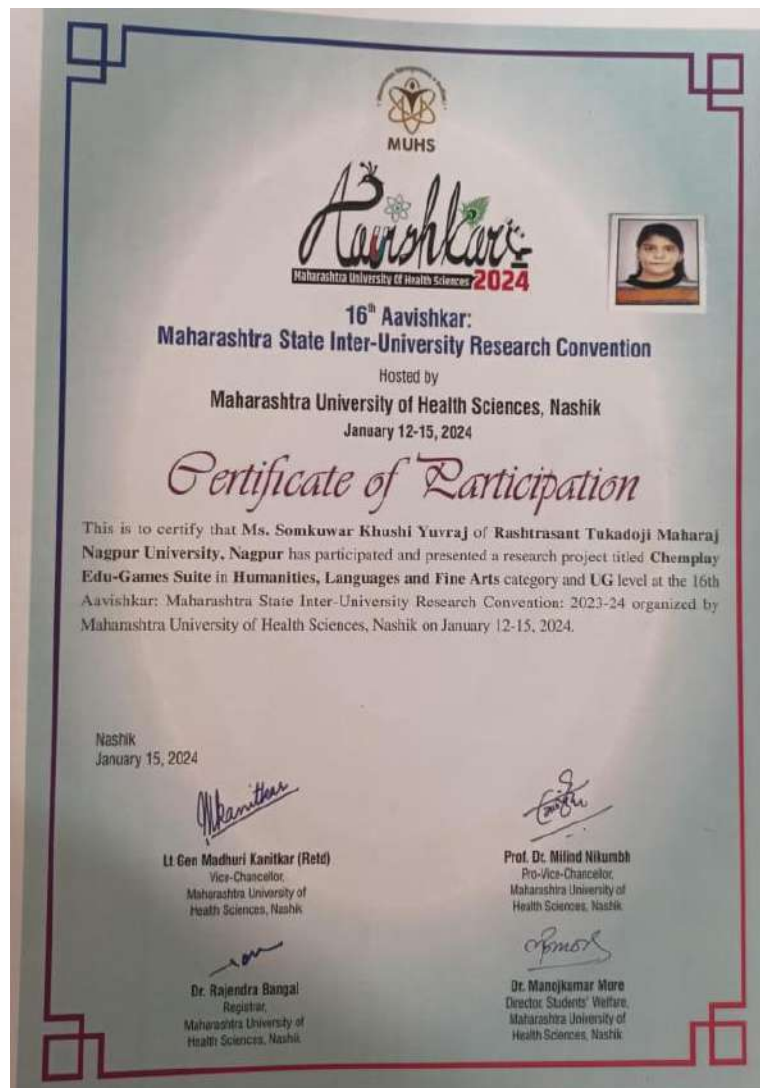 MUHS
Aavishkar
Maharashtra University Of Health Sciences 2024
16th Aavishkar:
Maharashtra State Inter-University Research Convention
Hosted by
Maharashtra University of Health Sciences, Nashik
January 12-15, 2024
Certificate of Participation
This is to certify that Ms. Somkuwar Khushi Yuvraj of Rashtrasant Tukadoji Maharaj
Nagpur University, Nagpur has participated and presented a research project titled Chemplay
Edu-Games Suite in Humanities, Languages and Fine Arts category and UG level at the 16th
Aavishkar: Maharashtra State Inter-University Research Convention: 2023-24 organized by
Maharashtra University of Health Sciences, Nashik on January 12-15, 2024.
Nashik
January 15, 2024
Lt Gen Madhuri Kanitkar (Retd)
Vice-Chancellor,
Maharashtra University of
Health Sciences, Nashik
Prof. Dr. Milind Nikumbh
Pro-Vice-Chancellor,
Maharashtra University of
Health Sciences, Nashik
Dr. Rajendra Bangal
Registrar,
Maharashtra University of
Health Sciences, Nashik
Dr. Manojkumar More
Director, Students' Welfare,
Maharashtra University of
Health Sciences, Nashik